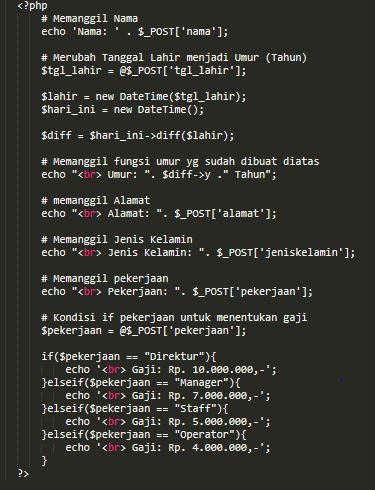 <?php
# Memanggil Nama
echo 'Nama: ' . $_POST['nama'];
# Merubah Tanggal Lahir menjadi Umur (Tahun)
$tgl_lahir = @$_POST['tgl_lahir'];
$lahir = new DateTime($tgl_lahir);
$hari_ini = new DateTime();
$diff = $hari_ini->diff($lahir);
# Memanggil fungsi umur yg sudah dibuat diatas
echo "<br> Umur: ". $diff->y ." Tahun";
# memanggil Alamat
echo "<br> Alamat: ". $_POST['alamat'];
# Memanggil Jenis Kelamin
echo "<br> Jenis Kelamin: ". $_POST['jeniskelamin'];
# Memanggil pekerjaan
echo "<br> Pekerjaan: ". $_POST['pekerjaan'];
# Kondisi if pekerjaan untuk menentukan gaji
$pekerjaan = @$_POST['pekerjaan'];
if($pekerjaan == "Direktur"){
echo '<br> Gaji: Rp. 10.000.000,-';
}elseif($pekerjaan == "Manager"){
echo '<br> Gaji: Rp. 7.000.000,-';
}elseif($pekerjaan == "Staff"){
echo '<br> Gaji: Rp. 5.000.000,-';
}elseif($pekerjaan == "Operator"){
echo '<br> Gaji: Rp. 4.000.000,-';
}
?>